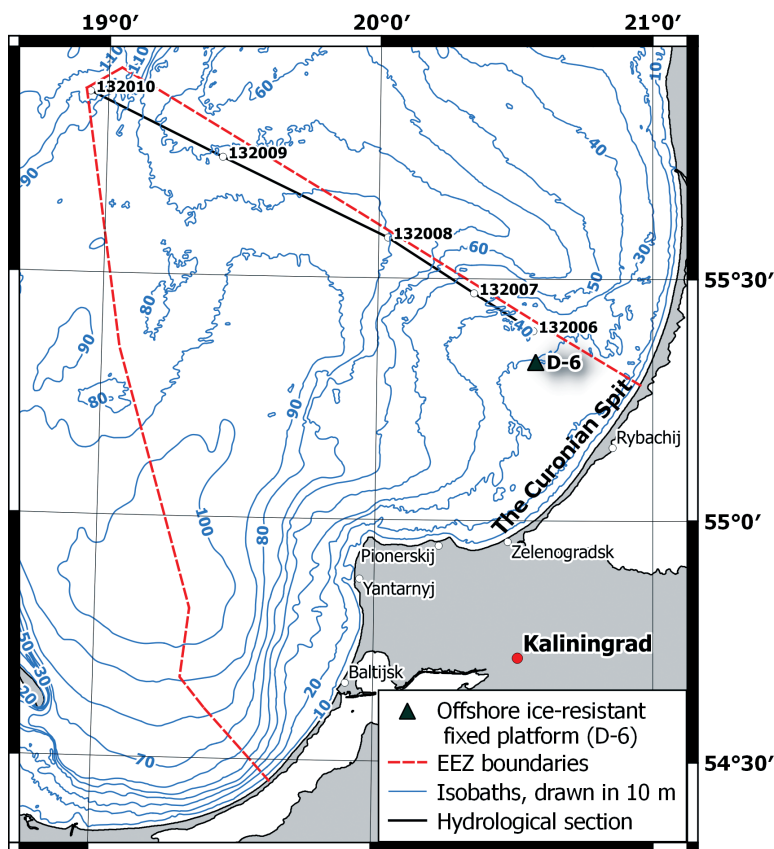 19°0′ 20°0′ 21°0′
110
110
10
60
132010
40
132009
90
132008
60
30
50
132007
55°30′
80
40
132006
90
D-6
80
90
The Curonian Spit
Rybachij
100
80
55°0′
Pionerskij
Zelenogradsk
Yantarnyj
50
30
20
Kaliningrad
Baltijsk
20
10
70
54°30′
Offshore ice-resistant
fixed platform (D-6)
EEZ boundaries
Isobaths, drawn in 10 m
Hydrological section